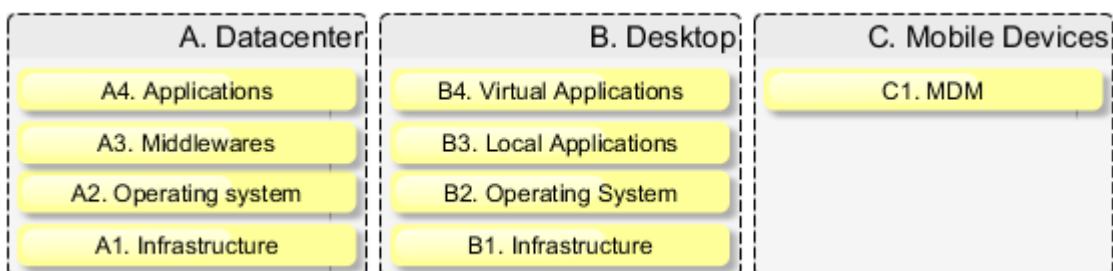 A. Datacenter
A4. Applications
A3. Middlewares
A2. Operating system
A1. Infrastructure
B. Desktop
B4. Virtual Applications
B3. Local Applications
B2. Operating System
B1. Infrastructure
C. Mobile Devices
C1. MDM